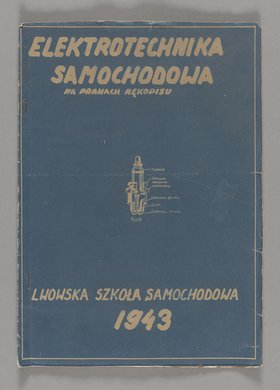 ELEKTROTECHNIKA
SAMOCHODOWA
NA PRAWACH RĘKOPISU
LWOWSKA SZKOŁA SAMOCHODOWA
1943